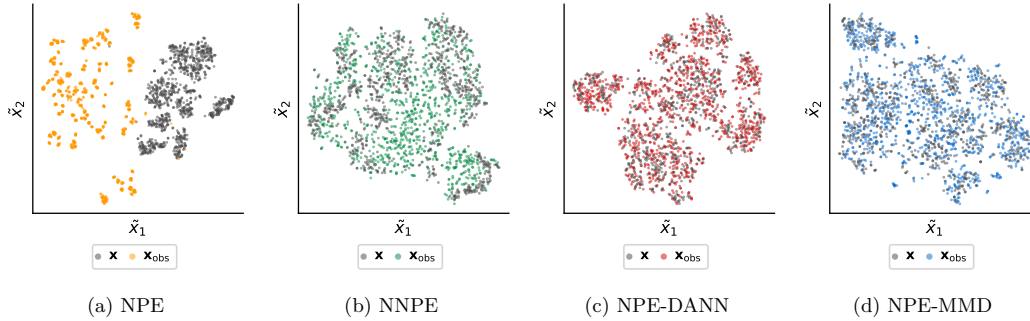 x̃₂
x̃₁
x x_obs
(a) NPE
x̃₂
x̃₁
x x_obs
(b) NNPE
x̃₂
x̃₁
x x_obs
(c) NPE-DANN
x̃₂
x̃₁
x x_obs
(d) NPE-MMD